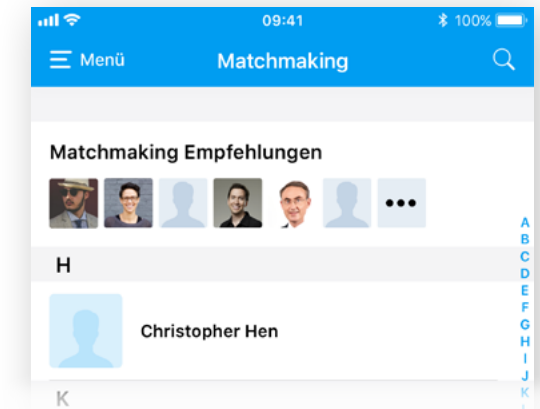 09:41 100%
Menü Matchmaking
Matchmaking Empfehlungen
A
B
H
C
D
E
F
G
Christopher Hen
H
I
J
K
K